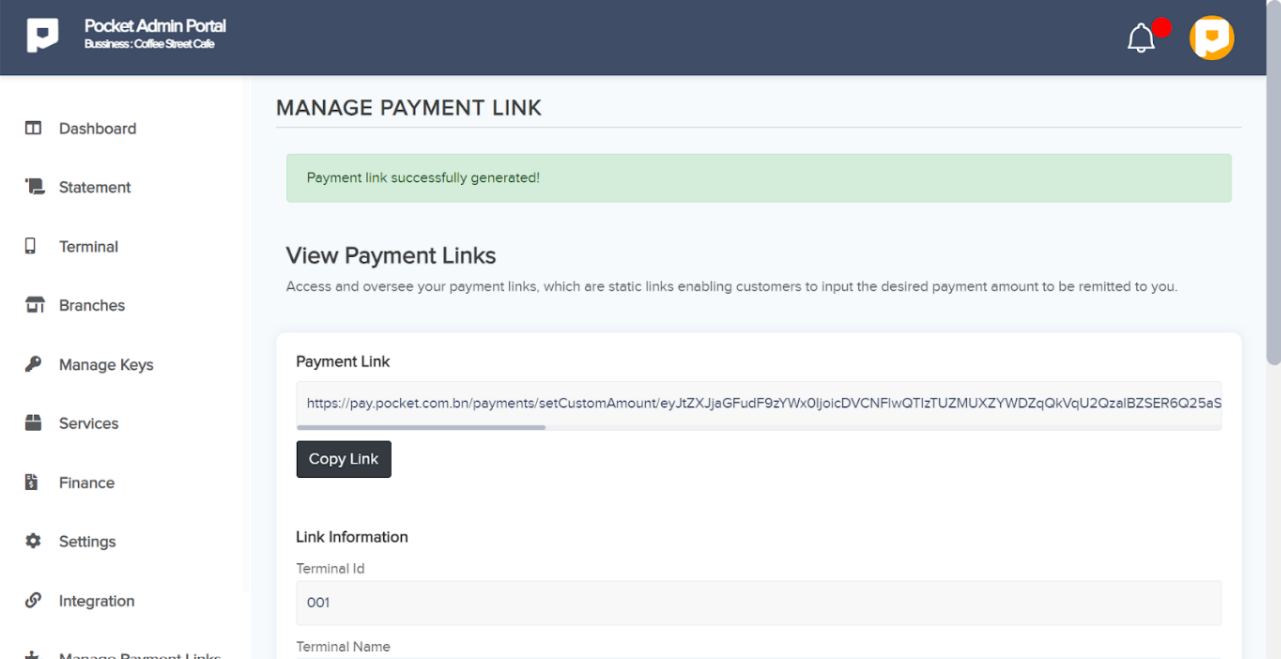 Pocket Admin Portal
Bussiness : Coffee Street Cafe
Dashboard
Statement
Terminal
Branches
Manage Keys
Services
Finance
Settings
Integration
Manage Payment Links
MANAGE PAYMENT LINK
Payment link successfully generated!
View Payment Links
Access and oversee your payment links, which are static links enabling customers to input the desired payment amount to be remitted to you.
Payment Link
https://pay.pocket.com.bn/payments/setCustomAmount/eyJtZXJjaGFudF9zYWx0IjoicDVCNFlwQTIzTUZMUXZYWDZqQkVqU2QzalBZSER6Q25aS
Copy Link
Link Information
Terminal Id
001
Terminal Name